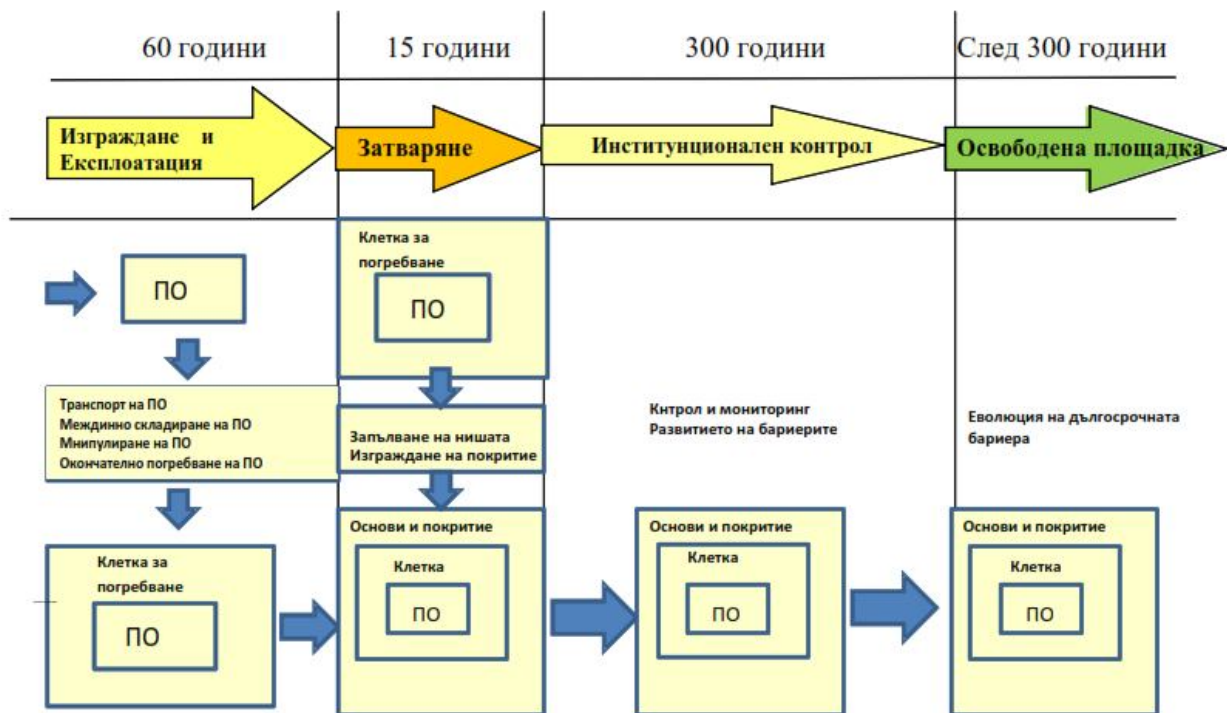 60 години
15 години
300 години
След 300 години
Изграждане и
Експлоатация
Затваряне
Институнционален контрол
Освободена площадка
ПО
Транспорт на ПО
Междинно складиране на ПО
Мнипулиране на ПО
Окончателно погребване на ПО
Клетка за
погребване
ПО
Клетка за
погребване
ПО
Запълване на нишата
Изграждане на покритие
Основи и покритие
Клетка
ПО
Кнтрол и мониторинг
Развитието на бариерите
Основи и покритие
Клетка
ПО
Еволюция на дългосрочната
бариера
Основи и покритие
Клетка
ПО